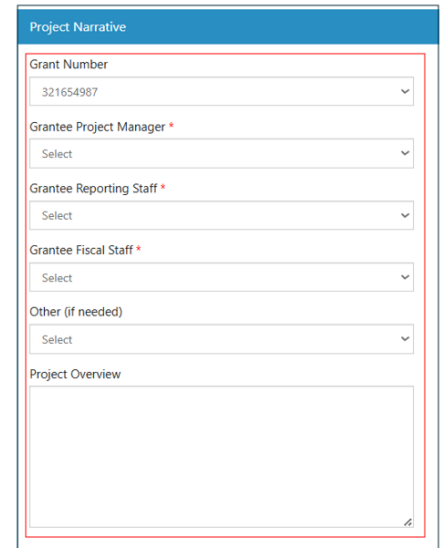 Project Narrative
Grant Number
321654987
Grantee Project Manager *
Select
Grantee Reporting Staff *
Select
Grantee Fiscal Staff *
Select
Other (if needed)
Select
Project Overview